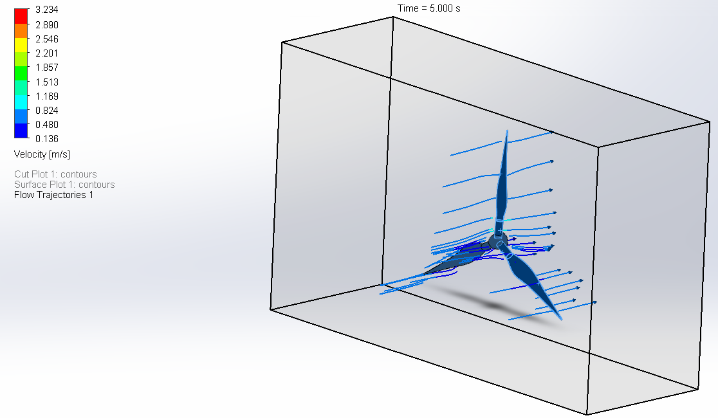 Time = 5.000 s
3.234
2.890
2.546
2.201
1.857
1.513
1.169
0.824
0.480
0.136
Velocity [m/s]
Cut Plot 1: contours
Surface Plot 1: contours
Flow Trajectories 1